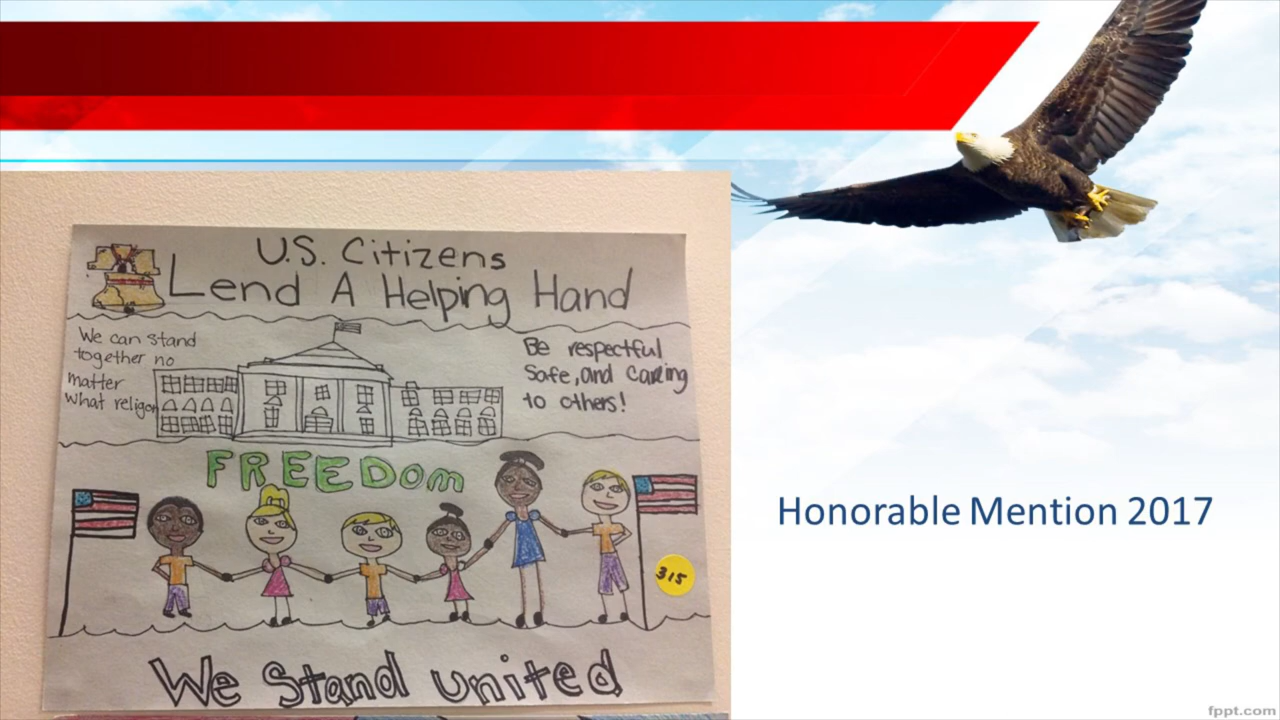 U.S. Citizens
Lend A Helping Hand
We can stand
together no
matter
what religion
Be respectful
Safe, and Caring
to others!
FREEDOm
315
We Stand united
Honorable Mention 2017
fppt.com